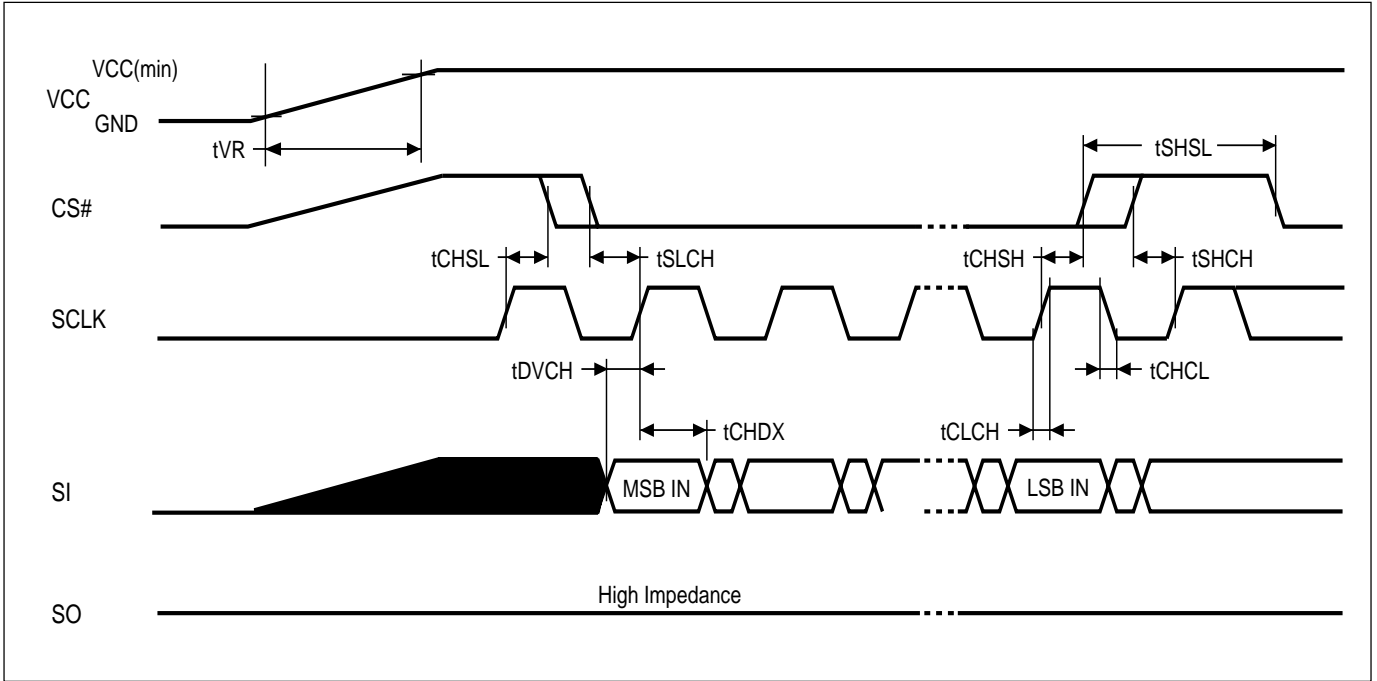 VCC(min)
VCC
GND
tVR
tSHSL
CS#
tCHSL
tSLCH
tCHSH
tSHCH
SCLK
tDVCH
tCHCL
tCHDX
tCLCH
SI
MSB IN
LSB IN
High Impedance
SO